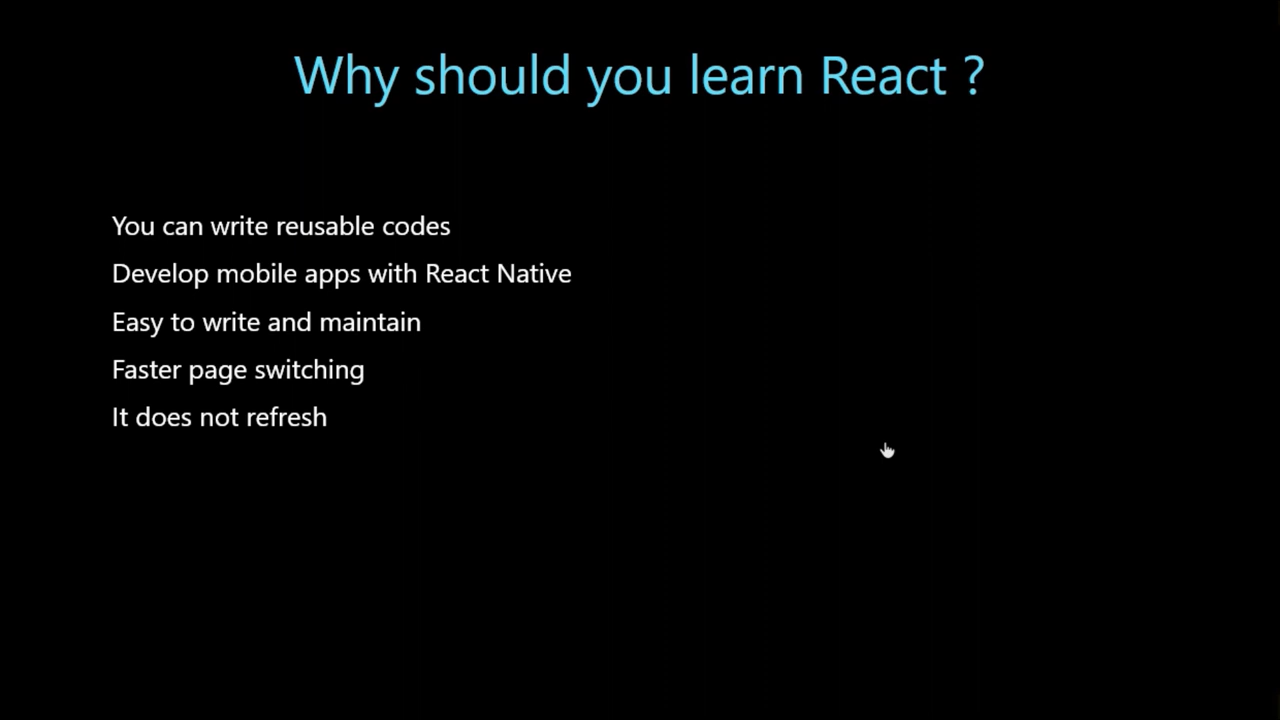 Why should you learn React ?
You can write reusable codes
Develop mobile apps with React Native
Easy to write and maintain
Faster page switching
It does not refresh